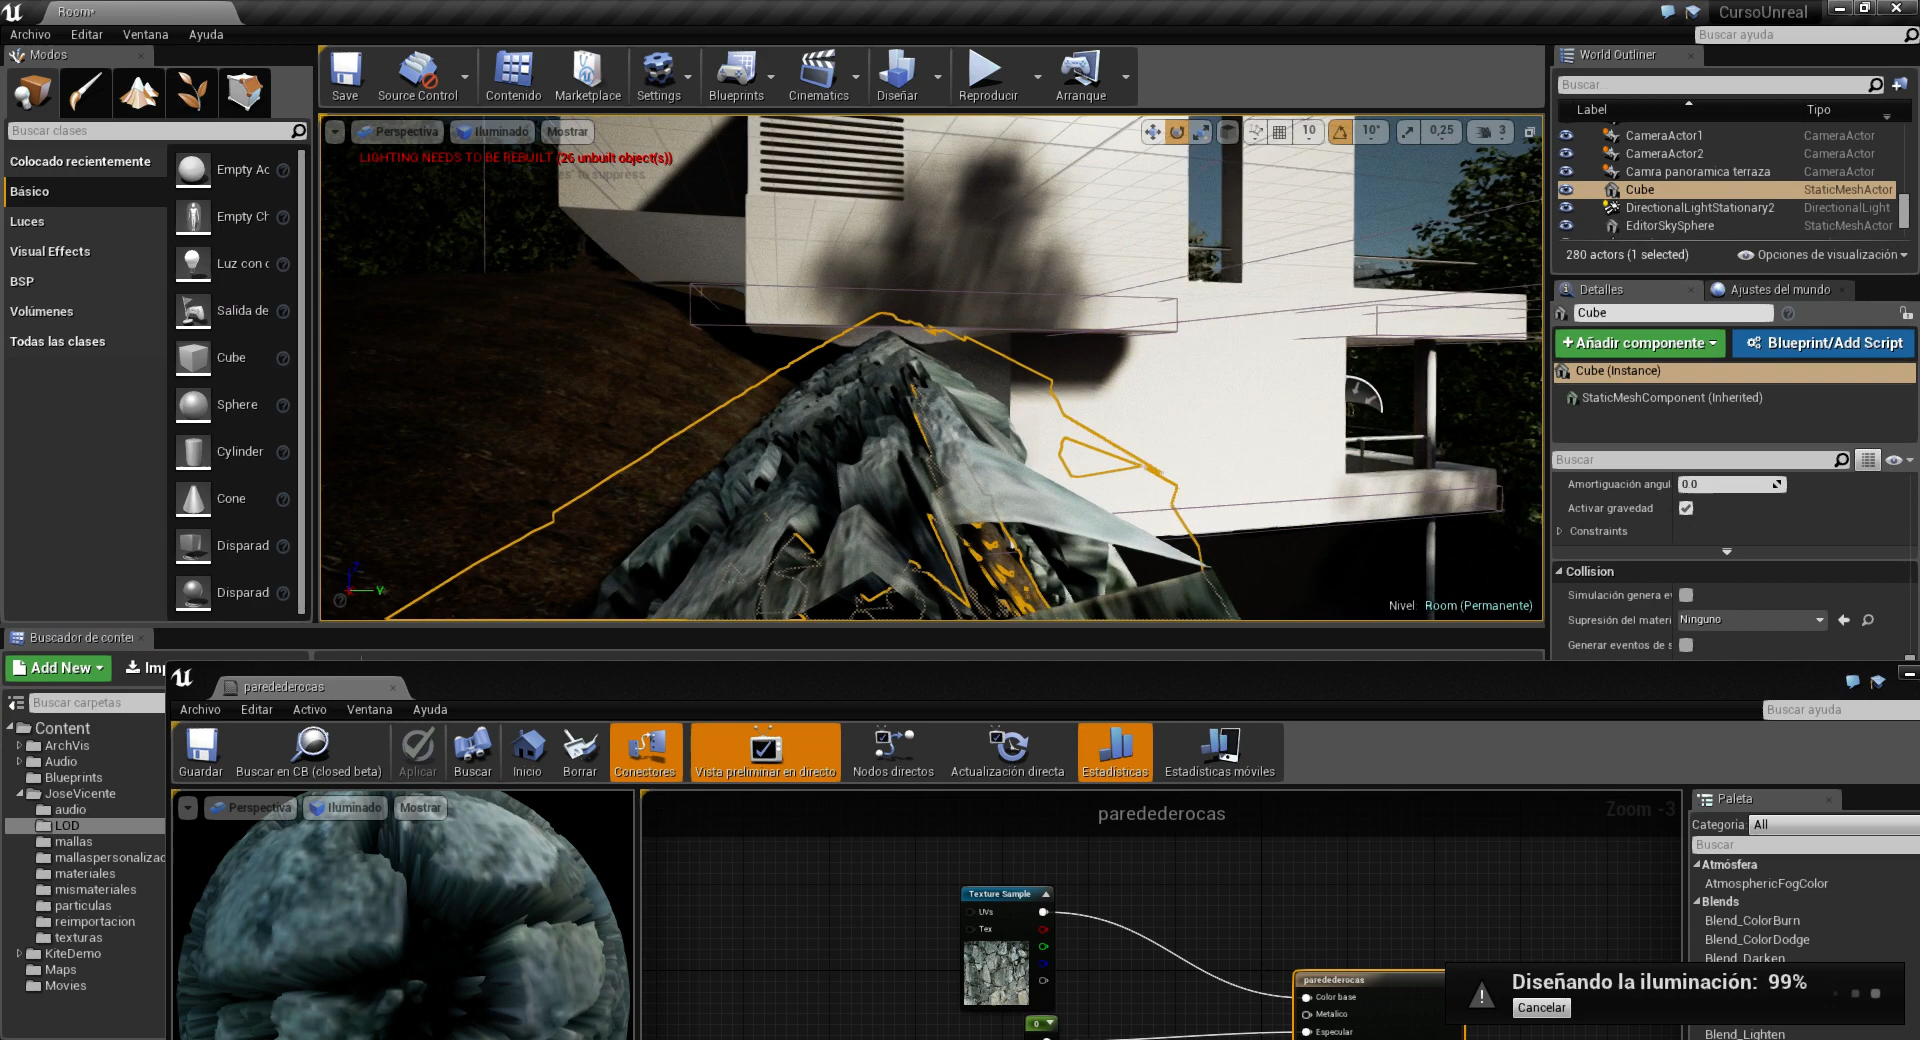 Room*
CursoUnreal
Archivo Editar Ventana Ayuda
Buscar ayuda
Modos
Buscar clases
Colocado recientemente
Básico
Luces
Visual Effects
BSP
Volúmenes
Todas las clases
Empty Ac
Empty Ch
Luz con c
Salida de
Cube
Sphere
Cylinder
Cone
Disparad
Disparad
Save
Source Control
Contenido
Marketplace
Settings
Blueprints
Cinematics
Diseñar
Reproducir
Arranque
Perspectiva
Iluminado
Mostrar
10
10°
0,25
3
LIGHTING NEEDS TO BE REBUILT (26 unbuilt object(s))
es' to suppress
Z
Y
Nivel: Room (Permanente)
World Outliner
Buscar...
Label Tipo
CameraActor1 CameraActor
CameraActor2 CameraActor
Camra panoramica terraza CameraActor
Cube StaticMeshActor
DirectionalLightStationary2 DirectionalLight
EditorSkySphere StaticMeshActor
280 actors (1 selected)
Opciones de visualización
Detalles
Ajustes del mundo
Cube
+Añadir componente
Blueprint/Add Script
Cube (Instance)
StaticMeshComponent (Inherited)
Buscar
Amortiguación angul 0.0
Activar gravedad
Constraints
Collision
Simulación genera ev
Supresión del materi Ninguno
Generar eventos de s
Buscador de conter
Add New
Imp
Buscar carpetas
Content
ArchVis
Audio
Blueprints
JoseVicente
audio
LOD
mallas
mallaspersonalizac
materiales
mismateriales
particulas
reimportacion
texturas
KiteDemo
Maps
Movies
paredederocas
Archivo Editar Activo Ventana Ayuda
Buscar ayuda
Guardar
Buscar en CB (closed beta)
Aplicar
Buscar
Inicio
Borrar
Conectores
Vista preliminar en directo
Nodos directos
Actualización directa
Estadísticas
Estadísticas móviles
Perspectiva
Iluminado
Mostrar
paredederocas
Zoom -3
Texture Sample
UVs
Tex
0
paredederocas
Color base
Metalico
Especular
Paleta
Categoría: All
Buscar
Atmósfera
AtmosphericFogColor
Blends
Blend_ColorBurn
Blend_ColorDodge
Blend_Darken
Blend_Lighten
Diseñando la iluminación: 99%
Cancelar